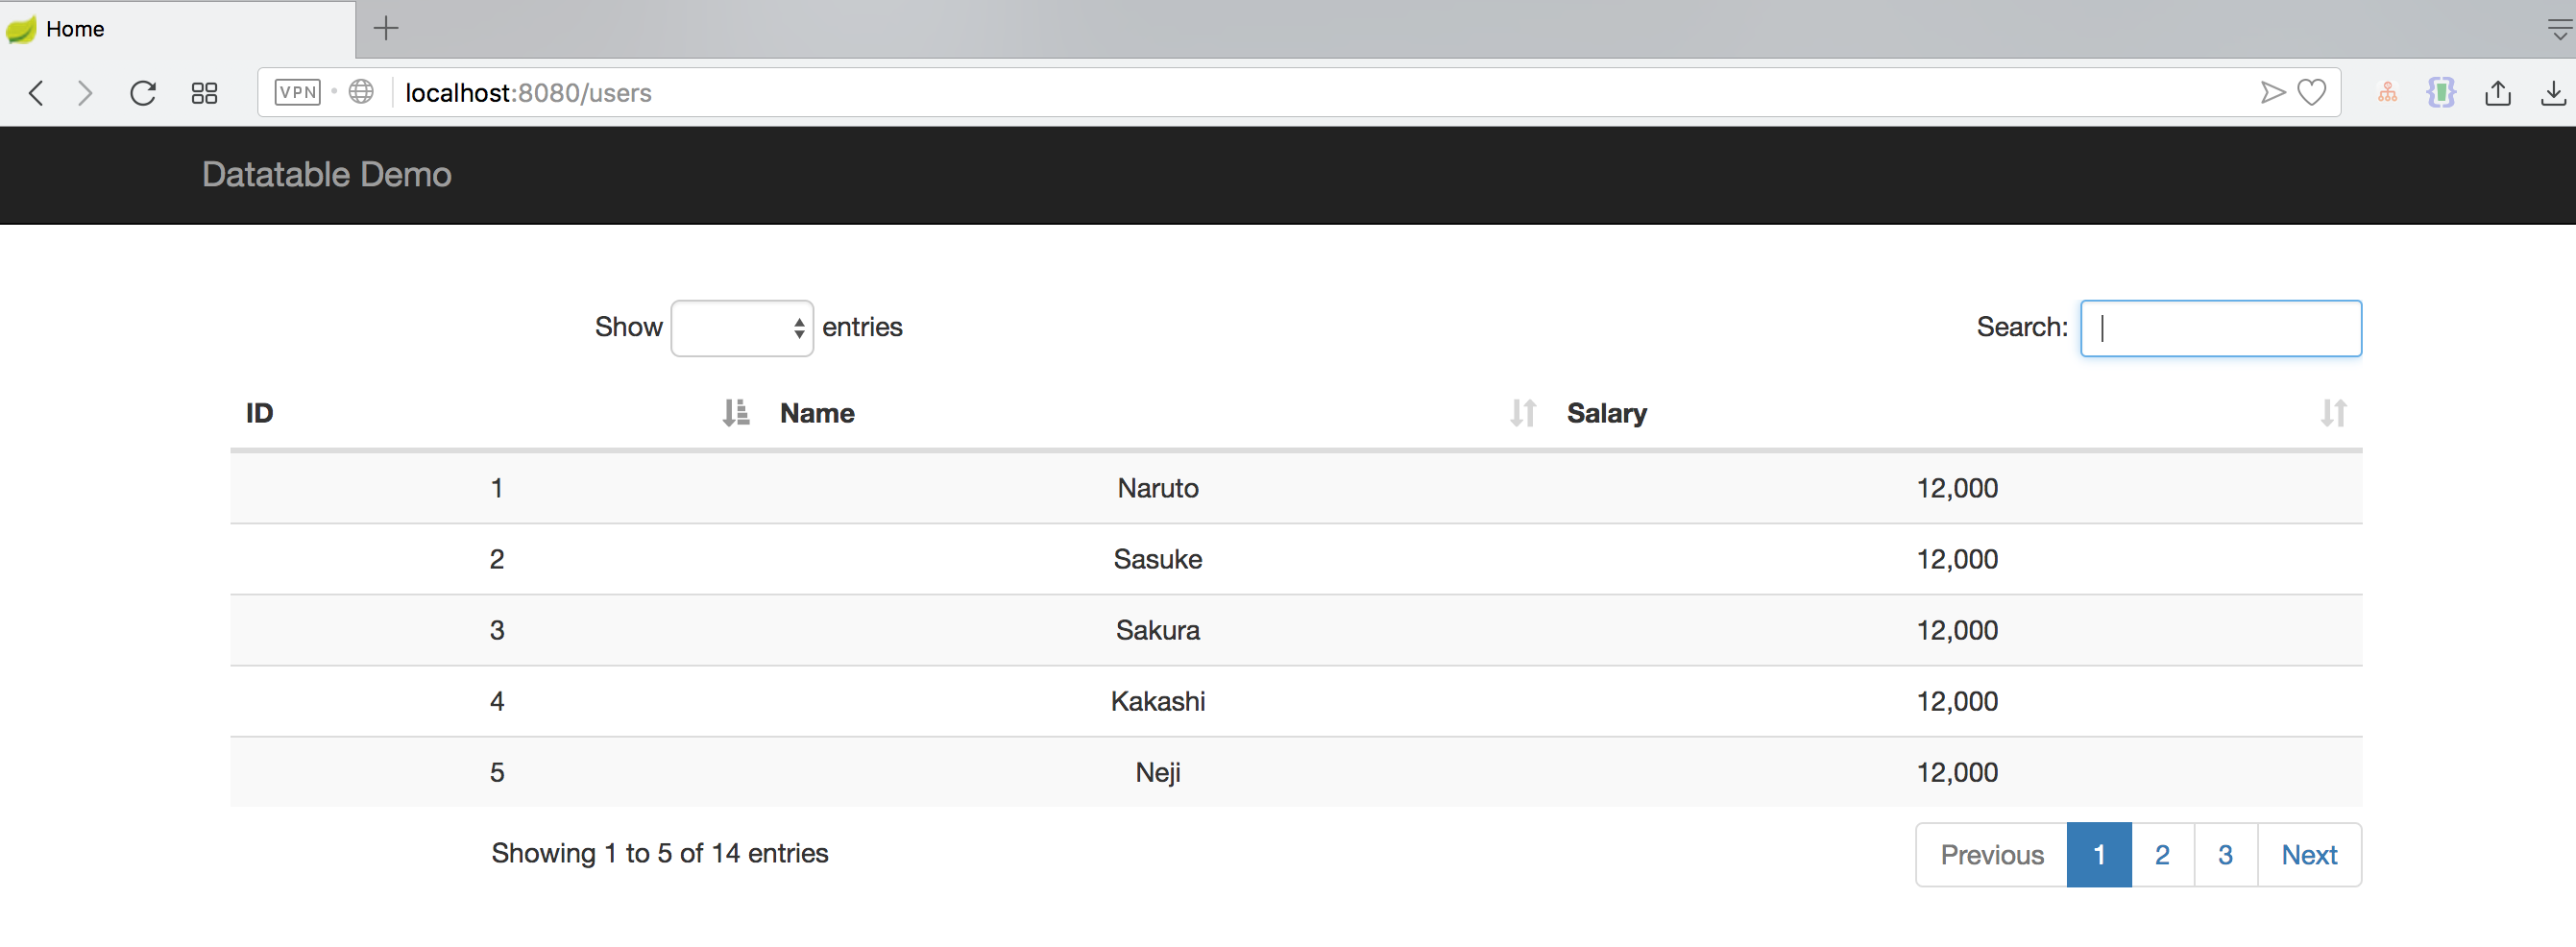 Home
VPN localhost:8080/users
Datatable Demo
Show entries Search:
ID Name Salary
1 Naruto 12,000
2 Sasuke 12,000
3 Sakura 12,000
4 Kakashi 12,000
5 Neji 12,000
Showing 1 to 5 of 14 entries Previous 1 2 3 Next